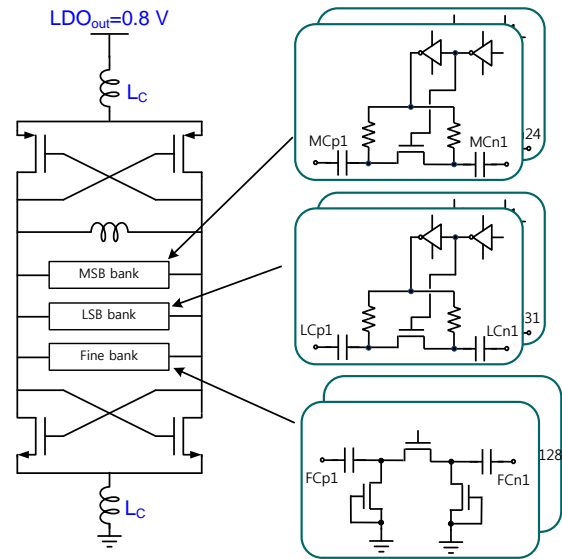 LDOout=0.8 V
LC
MSB bank
LSB bank
Fine bank
LC
MCp1
MCn1
24
LCp1
LCn1
31
FCp1
FCn1
128